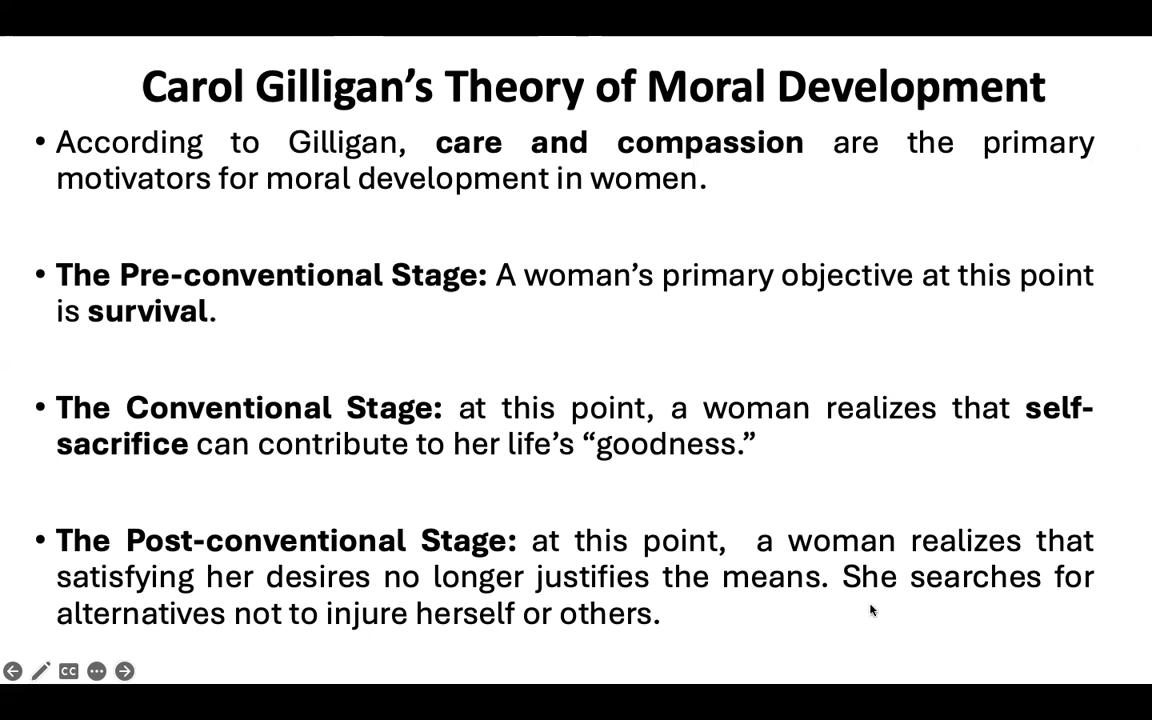 Carol Gilligan’s Theory of Moral Development
• According to Gilligan, care and compassion are the primary
motivators for moral development in women.
• The Pre-conventional Stage: A woman’s primary objective at this point
is survival.
• The Conventional Stage: at this point, a woman realizes that self-
sacrifice can contribute to her life’s “goodness.”
• The Post-conventional Stage: at this point,  a woman realizes that
satisfying her desires no longer justifies the means. She searches for
alternatives not to injure herself or others.
CC